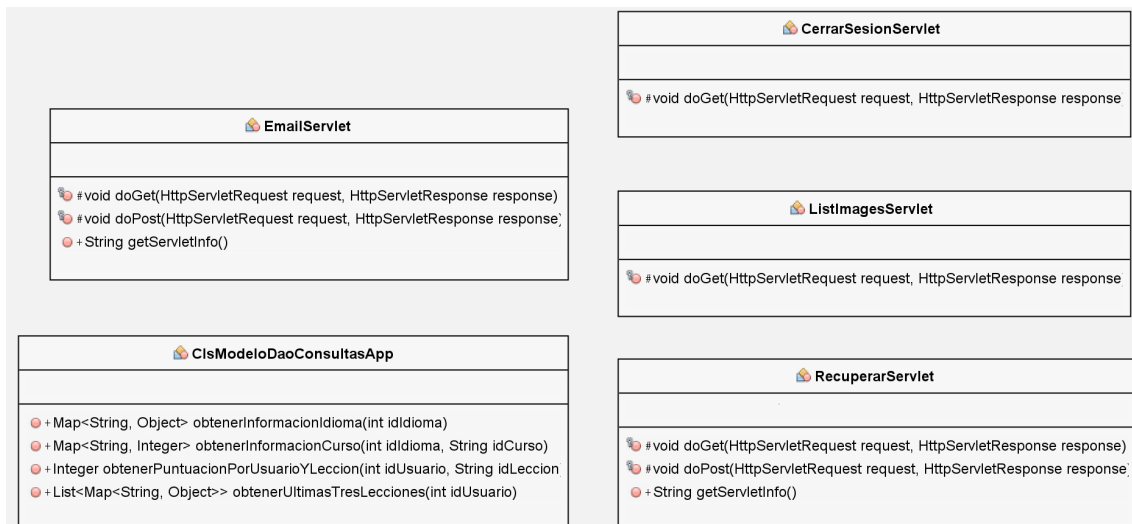 EmailServlet
#void doGet(HttpServletRequest request, HttpServletResponse response)
#void doPost(HttpServletRequest request, HttpServletResponse response)
+String getServletInfo()
ClsModeloDaoConsultasApp
+Map<String, Object> obtenerInformacionIdioma(int idIdioma)
+Map<String, Integer> obtenerInformacionCurso(int idIdioma, String idCurso)
+Integer obtenerPuntuacionPorUsuarioYLeccion(int idUsuario, String idLeccion)
+List<Map<String, Object>> obtenerUltimasTresLecciones(int idUsuario)
CerrarSesionServlet
#void doGet(HttpServletRequest request, HttpServletResponse response)
ListImagesServlet
#void doGet(HttpServletRequest request, HttpServletResponse response)
RecuperarServlet
#void doGet(HttpServletRequest request, HttpServletResponse response)
#void doPost(HttpServletRequest request, HttpServletResponse response)
+String getServletInfo()